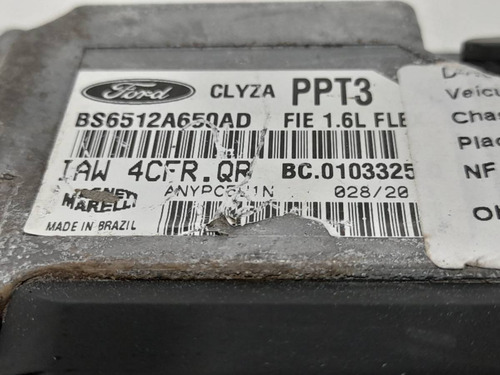 Ford CLYZA PPT3
BS6512A650AD FIE 1.6L FLE
IAW 4CFR.QR BC.0103325
MARELLI 028/20
MADE IN BRAZIL
Veícu
Chas
Plac
NF